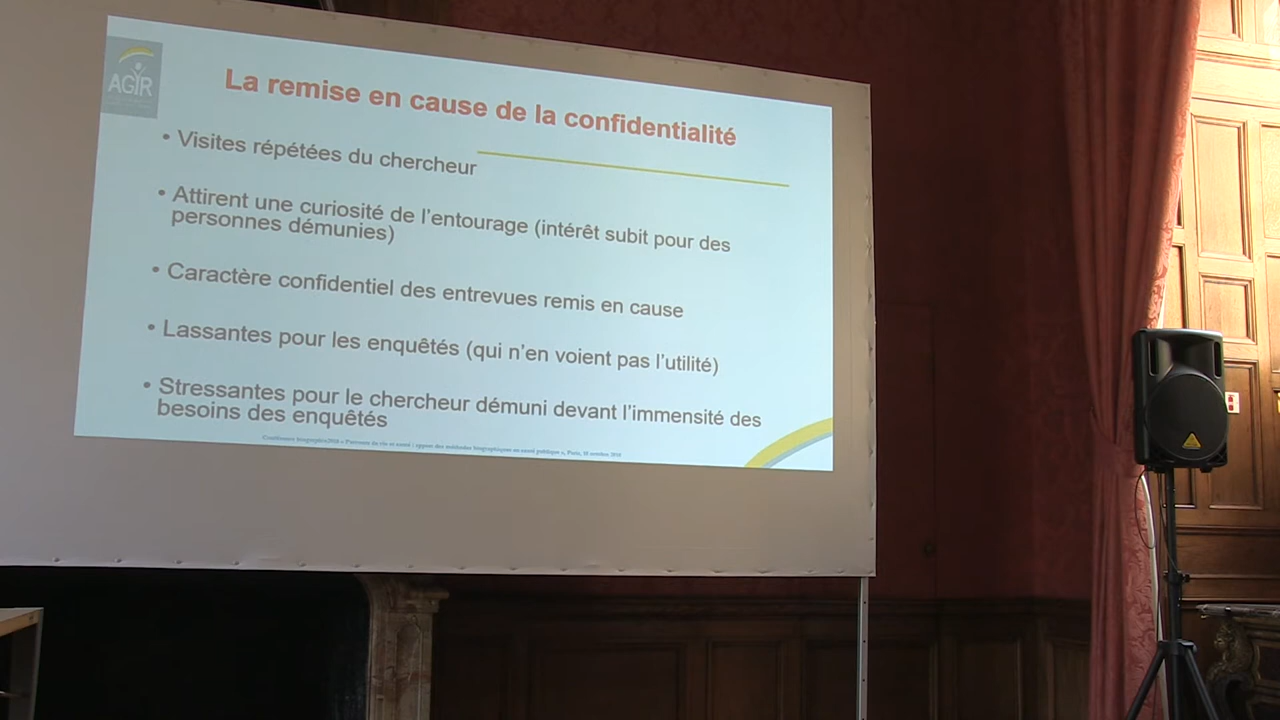 AGIR
La remise en cause de la confidentialité
• Visites répétées du chercheur
• Attirent une curiosité de l'entourage (intérêt subit pour des
personnes démunies)
• Caractère confidentiel des entrevues remis en cause
• Lassantes pour les enquêtés (qui n'en voient pas l'utilité)
• Stressantes pour le chercheur démuni devant l'immensité des
besoins des enquêtés